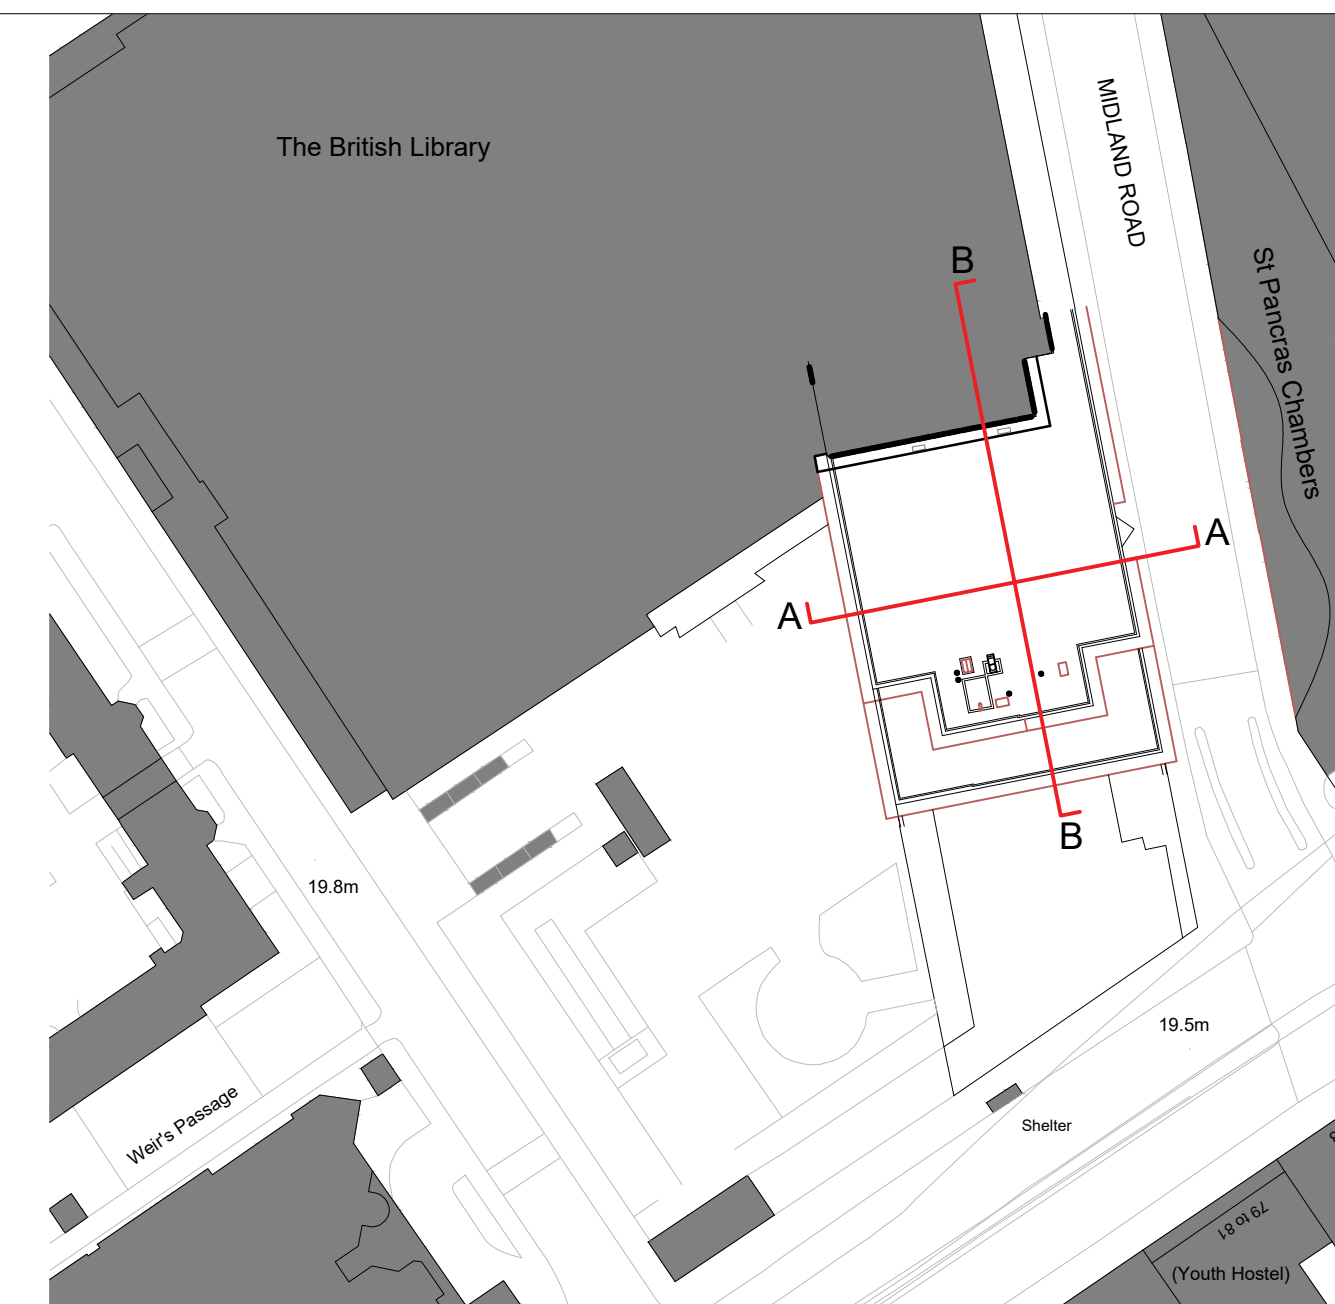 The British Library
MIDLAND ROAD
St Pancras Chambers
B
A
A
B
19.8m
19.5m
Weir's Passage
Shelter
79 to 81
(Youth Hostel)